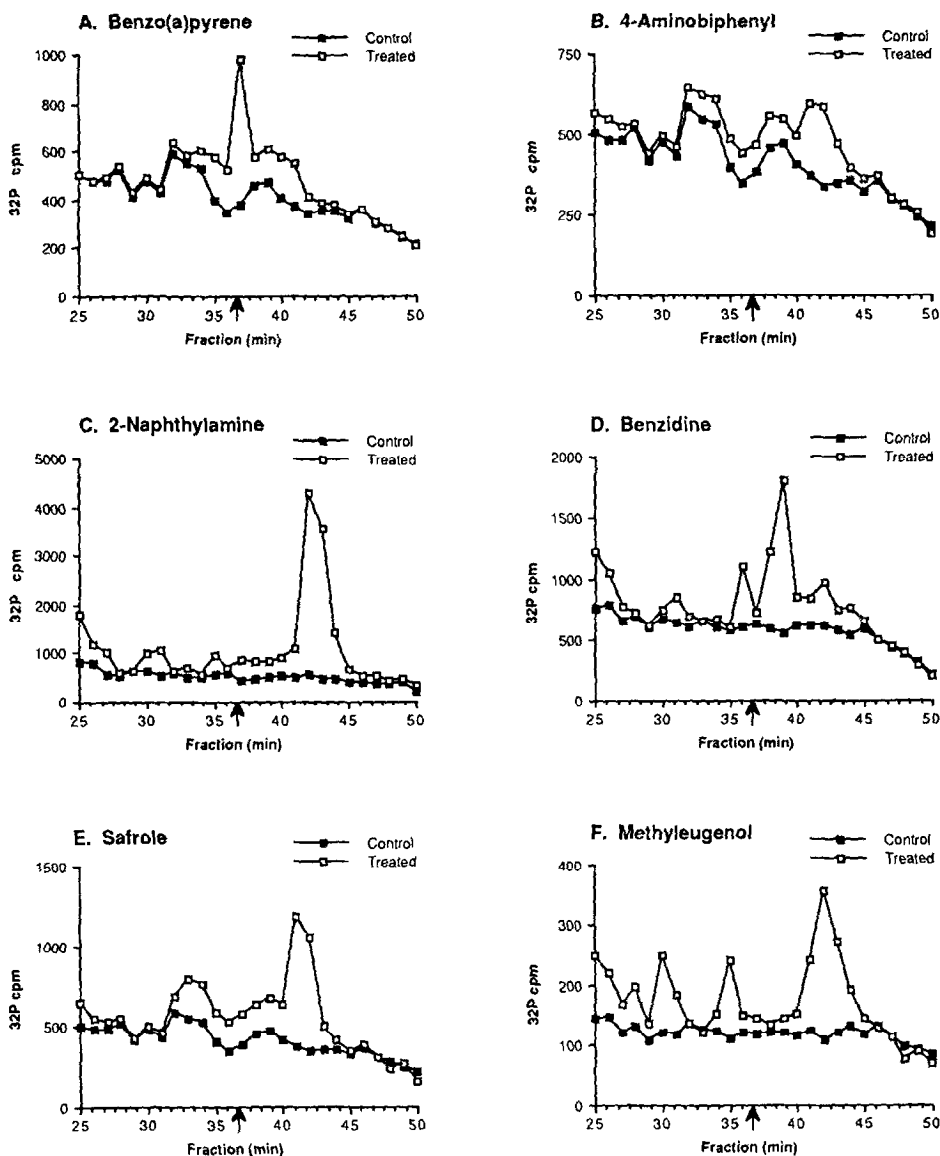 A. Benzo(a)pyrene
Control
Treated
1000
800
600
400
200
0
32P cpm
25 30 35 40 45 50
Fraction (min)
B. 4-Aminobiphenyl
Control
Treated
750
500
250
0
32P cpm
25 30 35 40 45 50
Fraction (min)
C. 2-Naphthylamine
Control
Treated
5000
4000
3000
2000
1000
0
32P cpm
25 30 35 40 45 50
Fraction (min)
D. Benzidine
Control
Treated
2000
1500
1000
500
0
32P cpm
25 30 35 40 45 50
Fraction (min)
E. Safrole
Control
Treated
1500
1000
500
0
32P cpm
25 30 35 40 45 50
Fraction (min)
F. Methyleugenol
Control
Treated
400
300
200
100
0
32P cpm
25 30 35 40 45 50
Fraction (min)